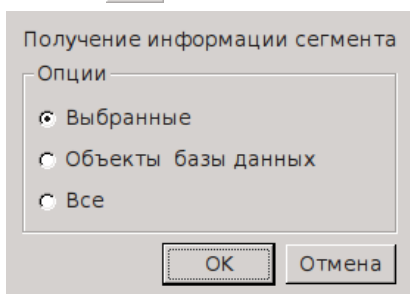 Получение информации сегмента
Опции
Выбранные
Объекты базы данных
Все
OK
Отмена